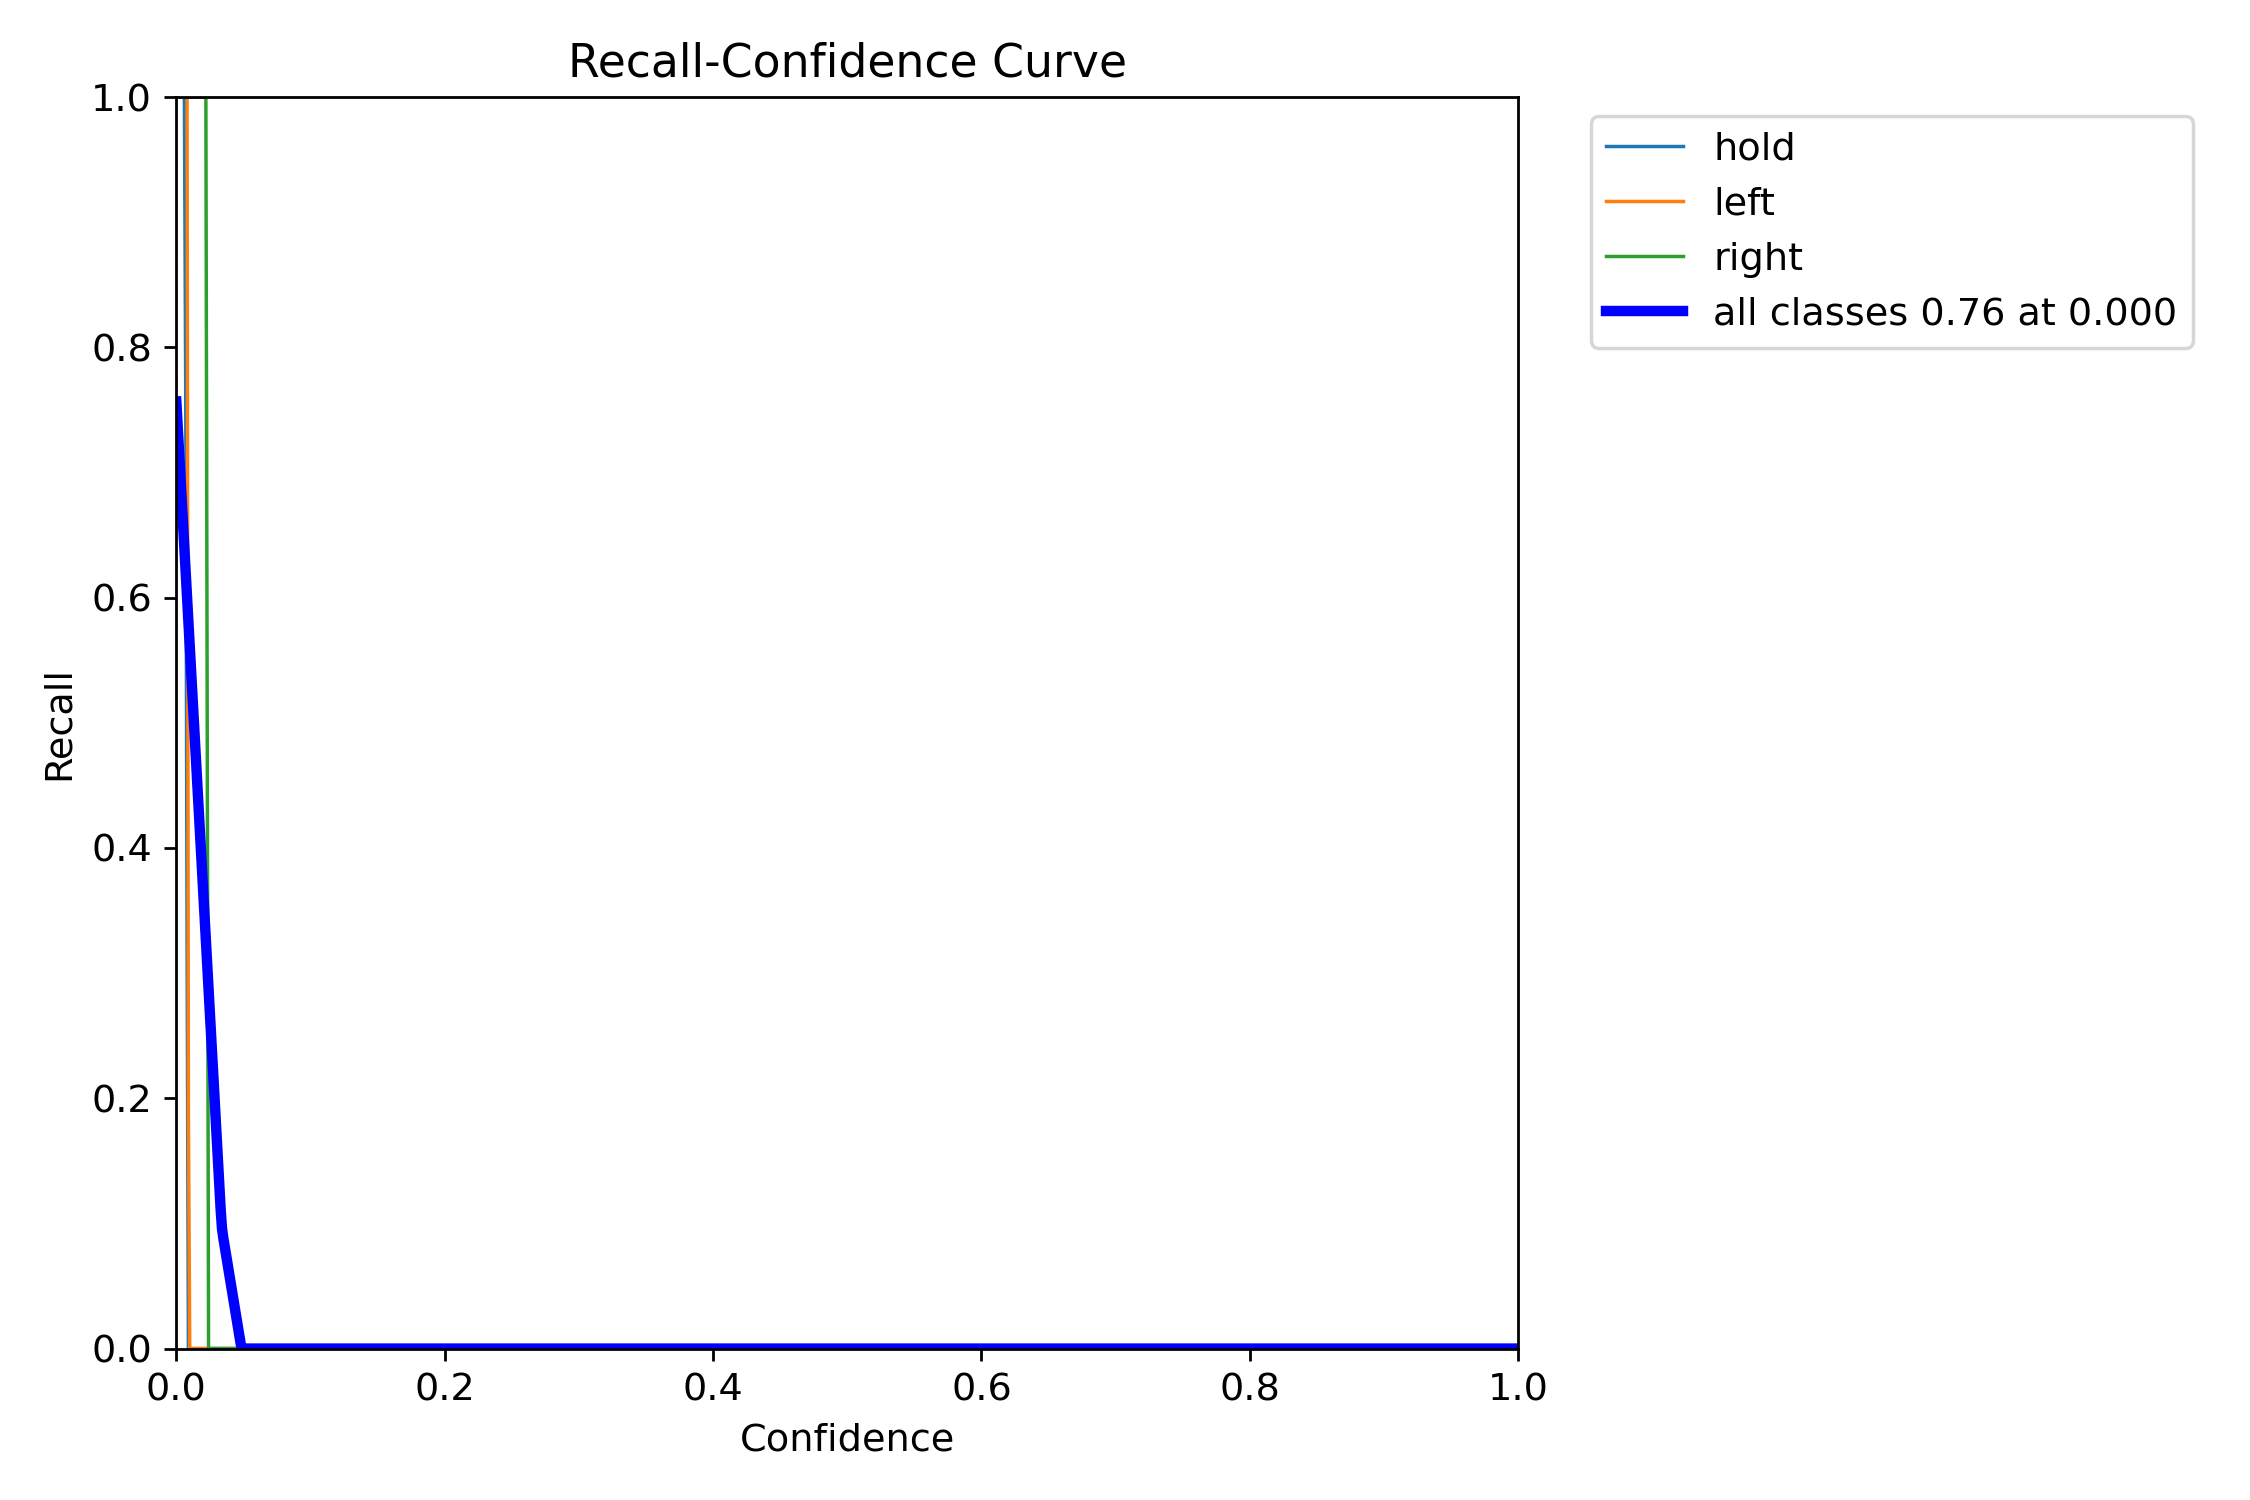 Recall-Confidence Curve
1.0
0.8
0.6
0.4
0.2
0.0
Recall
0.0 0.2 0.4 0.6 0.8 1.0
Confidence
hold
left
right
all classes 0.76 at 0.000